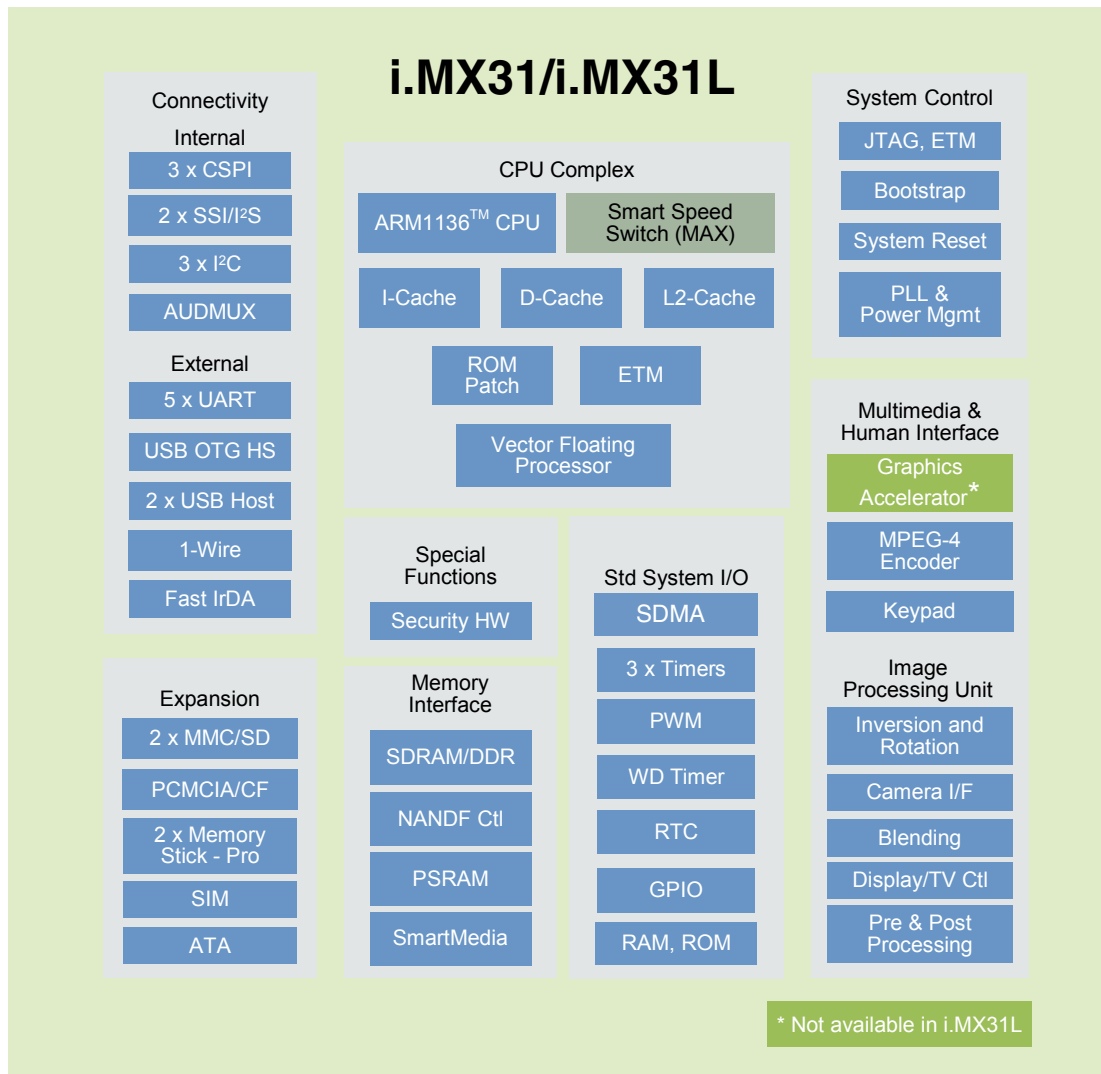 i.MX31/i.MX31L
Connectivity
Internal
3 x CSPI
2 x SSI/I²S
3 x I²C
AUDMUX
External
5 x UART
USB OTG HS
2 x USB Host
1-Wire
Fast IrDA
Expansion
2 x MMC/SD
PCMCIA/CF
2 x Memory
Stick - Pro
SIM
ATA
CPU Complex
ARM1136™ CPU
Smart Speed
Switch (MAX)
I-Cache
D-Cache
L2-Cache
ROM
Patch
ETM
Vector Floating
Processor
Special
Functions
Security HW
Memory
Interface
SDRAM/DDR
NANDF Ctl
PSRAM
SmartMedia
Std System I/O
SDMA
3 x Timers
PWM
WD Timer
RTC
GPIO
RAM, ROM
System Control
JTAG, ETM
Bootstrap
System Reset
PLL &
Power Mgmt
Multimedia &
Human Interface
Graphics
Accelerator*
MPEG-4
Encoder
Keypad
Image
Processing Unit
Inversion and
Rotation
Camera I/F
Blending
Display/TV Ctl
Pre & Post
Processing
* Not available in i.MX31L